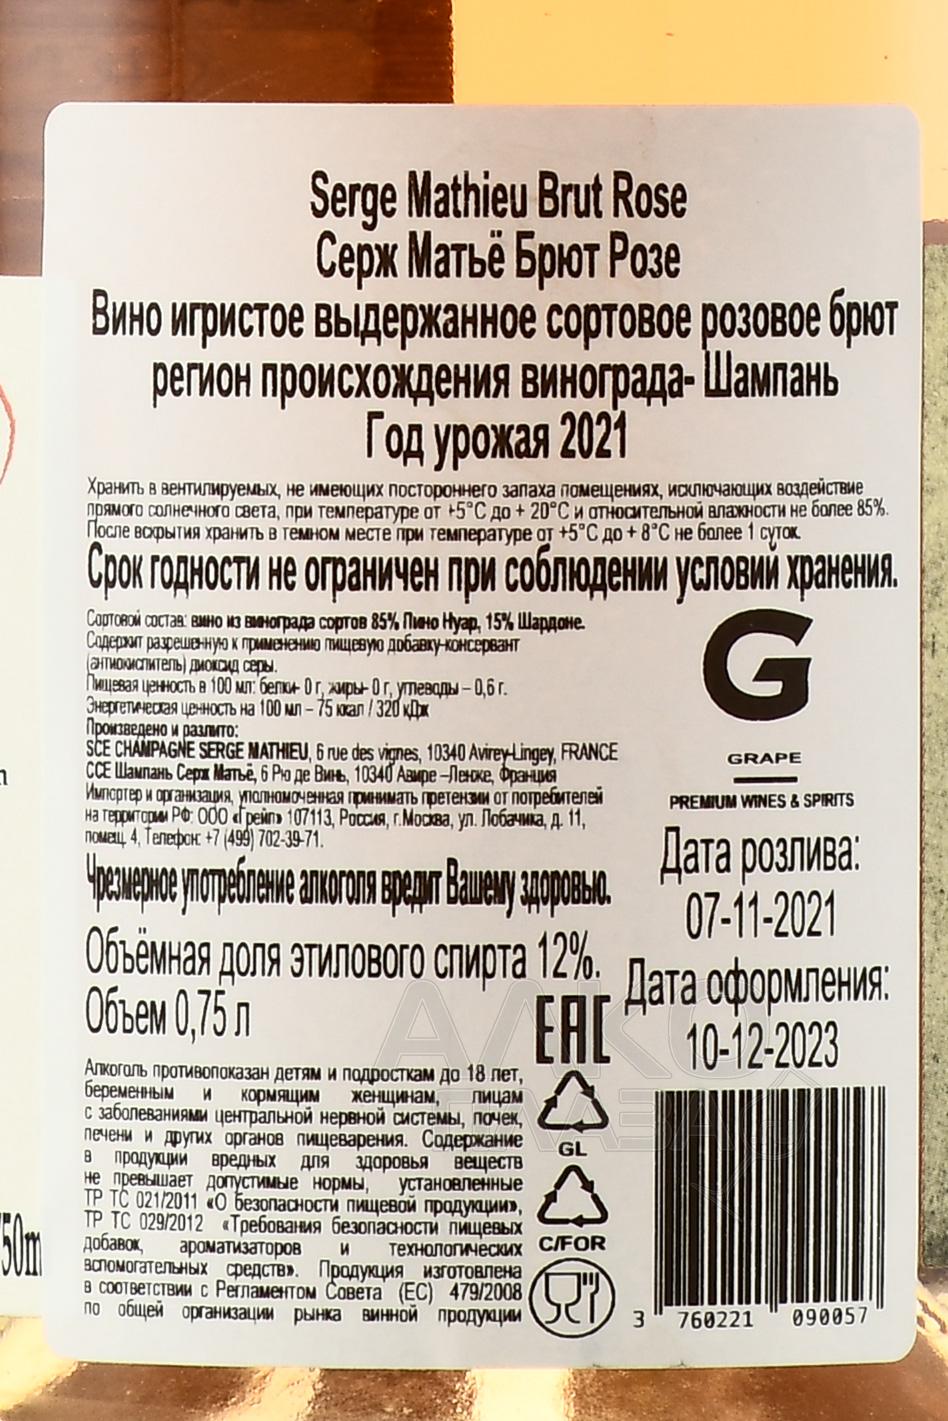 Serge Mathieu Brut Rose
Серж Матьё Брют Розе
Вино игристое выдержанное сортовое розовое брют
регион происхождения винограда- Шампань
Год урожая 2021
Хранить в вентилируемых, не имеющих постороннего запаха помещениях, исключающих воздействие
прямого солнечного света, при температуре от +5°С до + 20°С и относительной влажности не более 85%.
После вскрытия хранить в темном месте при температуре от +5°С до + 8°С не более 1 суток.
Срок годности не ограничен при соблюдении условий хранения.
Сортовой состав: вино из винограда сортов 85% Пино Нуар, 15% Шардоне.
Содержит разрешенную к применению пищевую добавку-консервант
(антиокислитель) диоксид серы.
Пищевая ценность в 100 мл: белки- 0 г, жиры- 0 г, углеводы – 0,6 г.
Энергетическая ценность на 100 мл – 75 ккал / 320 кДж
Произведено и разлито:
SCE CHAMPAGNE SERGE MATHIEU, 6 rue des vignes, 10340 Avirey-Lingey, FRANCE
ССЕ Шампань Серж Матьё, 6 Рю де Винь, 10340 Авире –Ленже, Франция
Импортер и организация, уполномоченная принимать претензии от потребителей
на территории РФ: ООО «Грейп» 107113, Россия, г.Москва, ул. Лобачика, д. 11,
помещ. 4, Телефон: +7 (499) 702-39-71.
Чрезмерное употребление алкоголя вредит Вашему здоровью.
Объёмная доля этилового спирта 12%.
Объем 0,75 л
G
GRAPE
PREMIUM WINES & SPIRITS
Дата розлива:
07-11-2021
Дата оформления:
10-12-2023
EAC
Алкоголь противопоказан детям и подросткам до 18 лет,
беременным и кормящим женщинам, лицам
с заболеваниями центральной нервной системы, почек,
печени и других органов пищеварения. Содержание
в продукции вредных для здоровья веществ
не превышает допустимые нормы, установленные
ТР ТС 021/2011 «О безопасности пищевой продукции»,
ТР ТС 029/2012 «Требования безопасности пищевых
добавок, ароматизаторов и технологических
вспомогательных средств». Продукция изготовлена
в соответствии с Регламентом Совета (ЕС) 479/2008
по общей организации рынка винной продукции
GL
C/FOR
3 760221 090057
АЛКО
50m